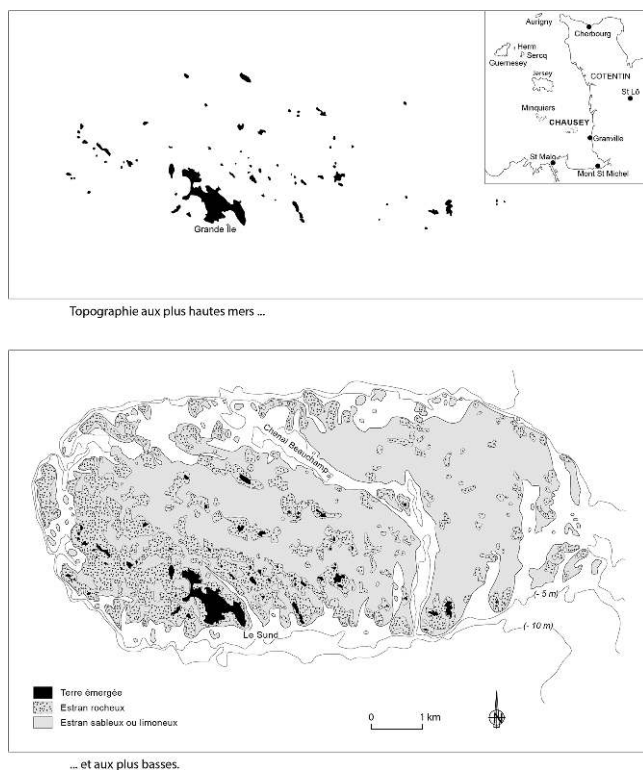 Aurigny
Cherbourg
Herm
Sercq
Guernesey
Jersey
COTENTIN
St Lô
Minquiers
CHAUSEY
Granville
St Malo
Mont St Michel
Grande Île
Topographie aux plus hautes mers ...
Chenal Beauchamp
(- 5 m)
(- 10 m)
Le Sund
Terre émergée
Estran rocheux
Estran sableux ou limoneux
0 1 km
N
... et aux plus basses.